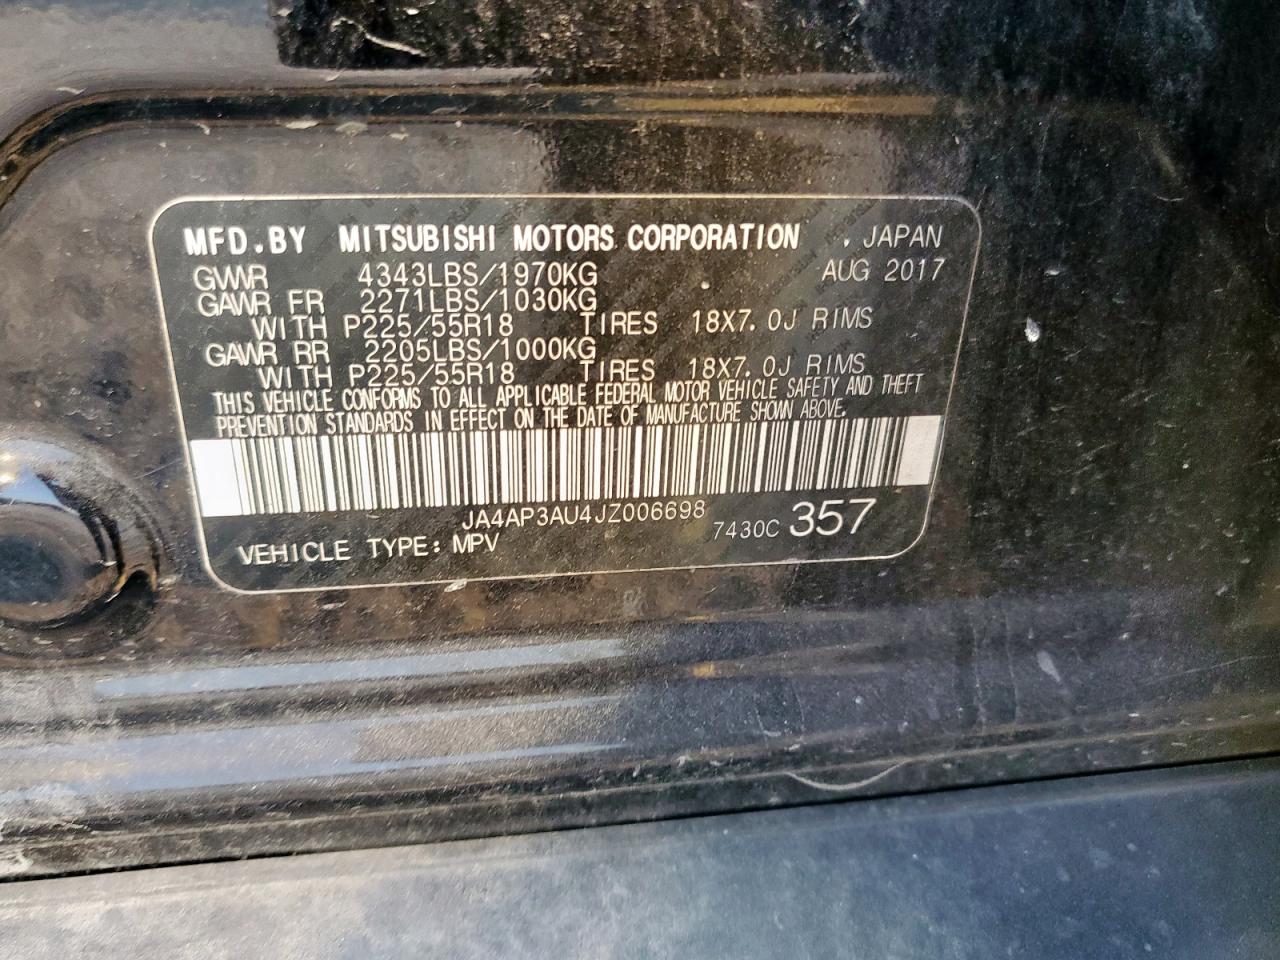 MFD.BY MITSUBISHI MOTORS CORPORATION , JAPAN
GVWR 4343LBS/1970KG AUG 2017
GAWR FR 2271LBS/1030KG
WITH P225/55R18 TIRES 18X7.0J RIMS
GAWR RR 2205LBS/1000KG
WITH P225/55R18 TIRES 18X7.0J RIMS
THIS VEHICLE CONFORMS TO ALL APPLICABLE FEDERAL MOTOR VEHICLE SAFETY AND THEFT
PREVENTION STANDARDS IN EFFECT ON THE DATE OF MANUFACTURE SHOWN ABOVE.
JA4AP3AU4JZ006698
7430C 357
VEHICLE TYPE: MPV